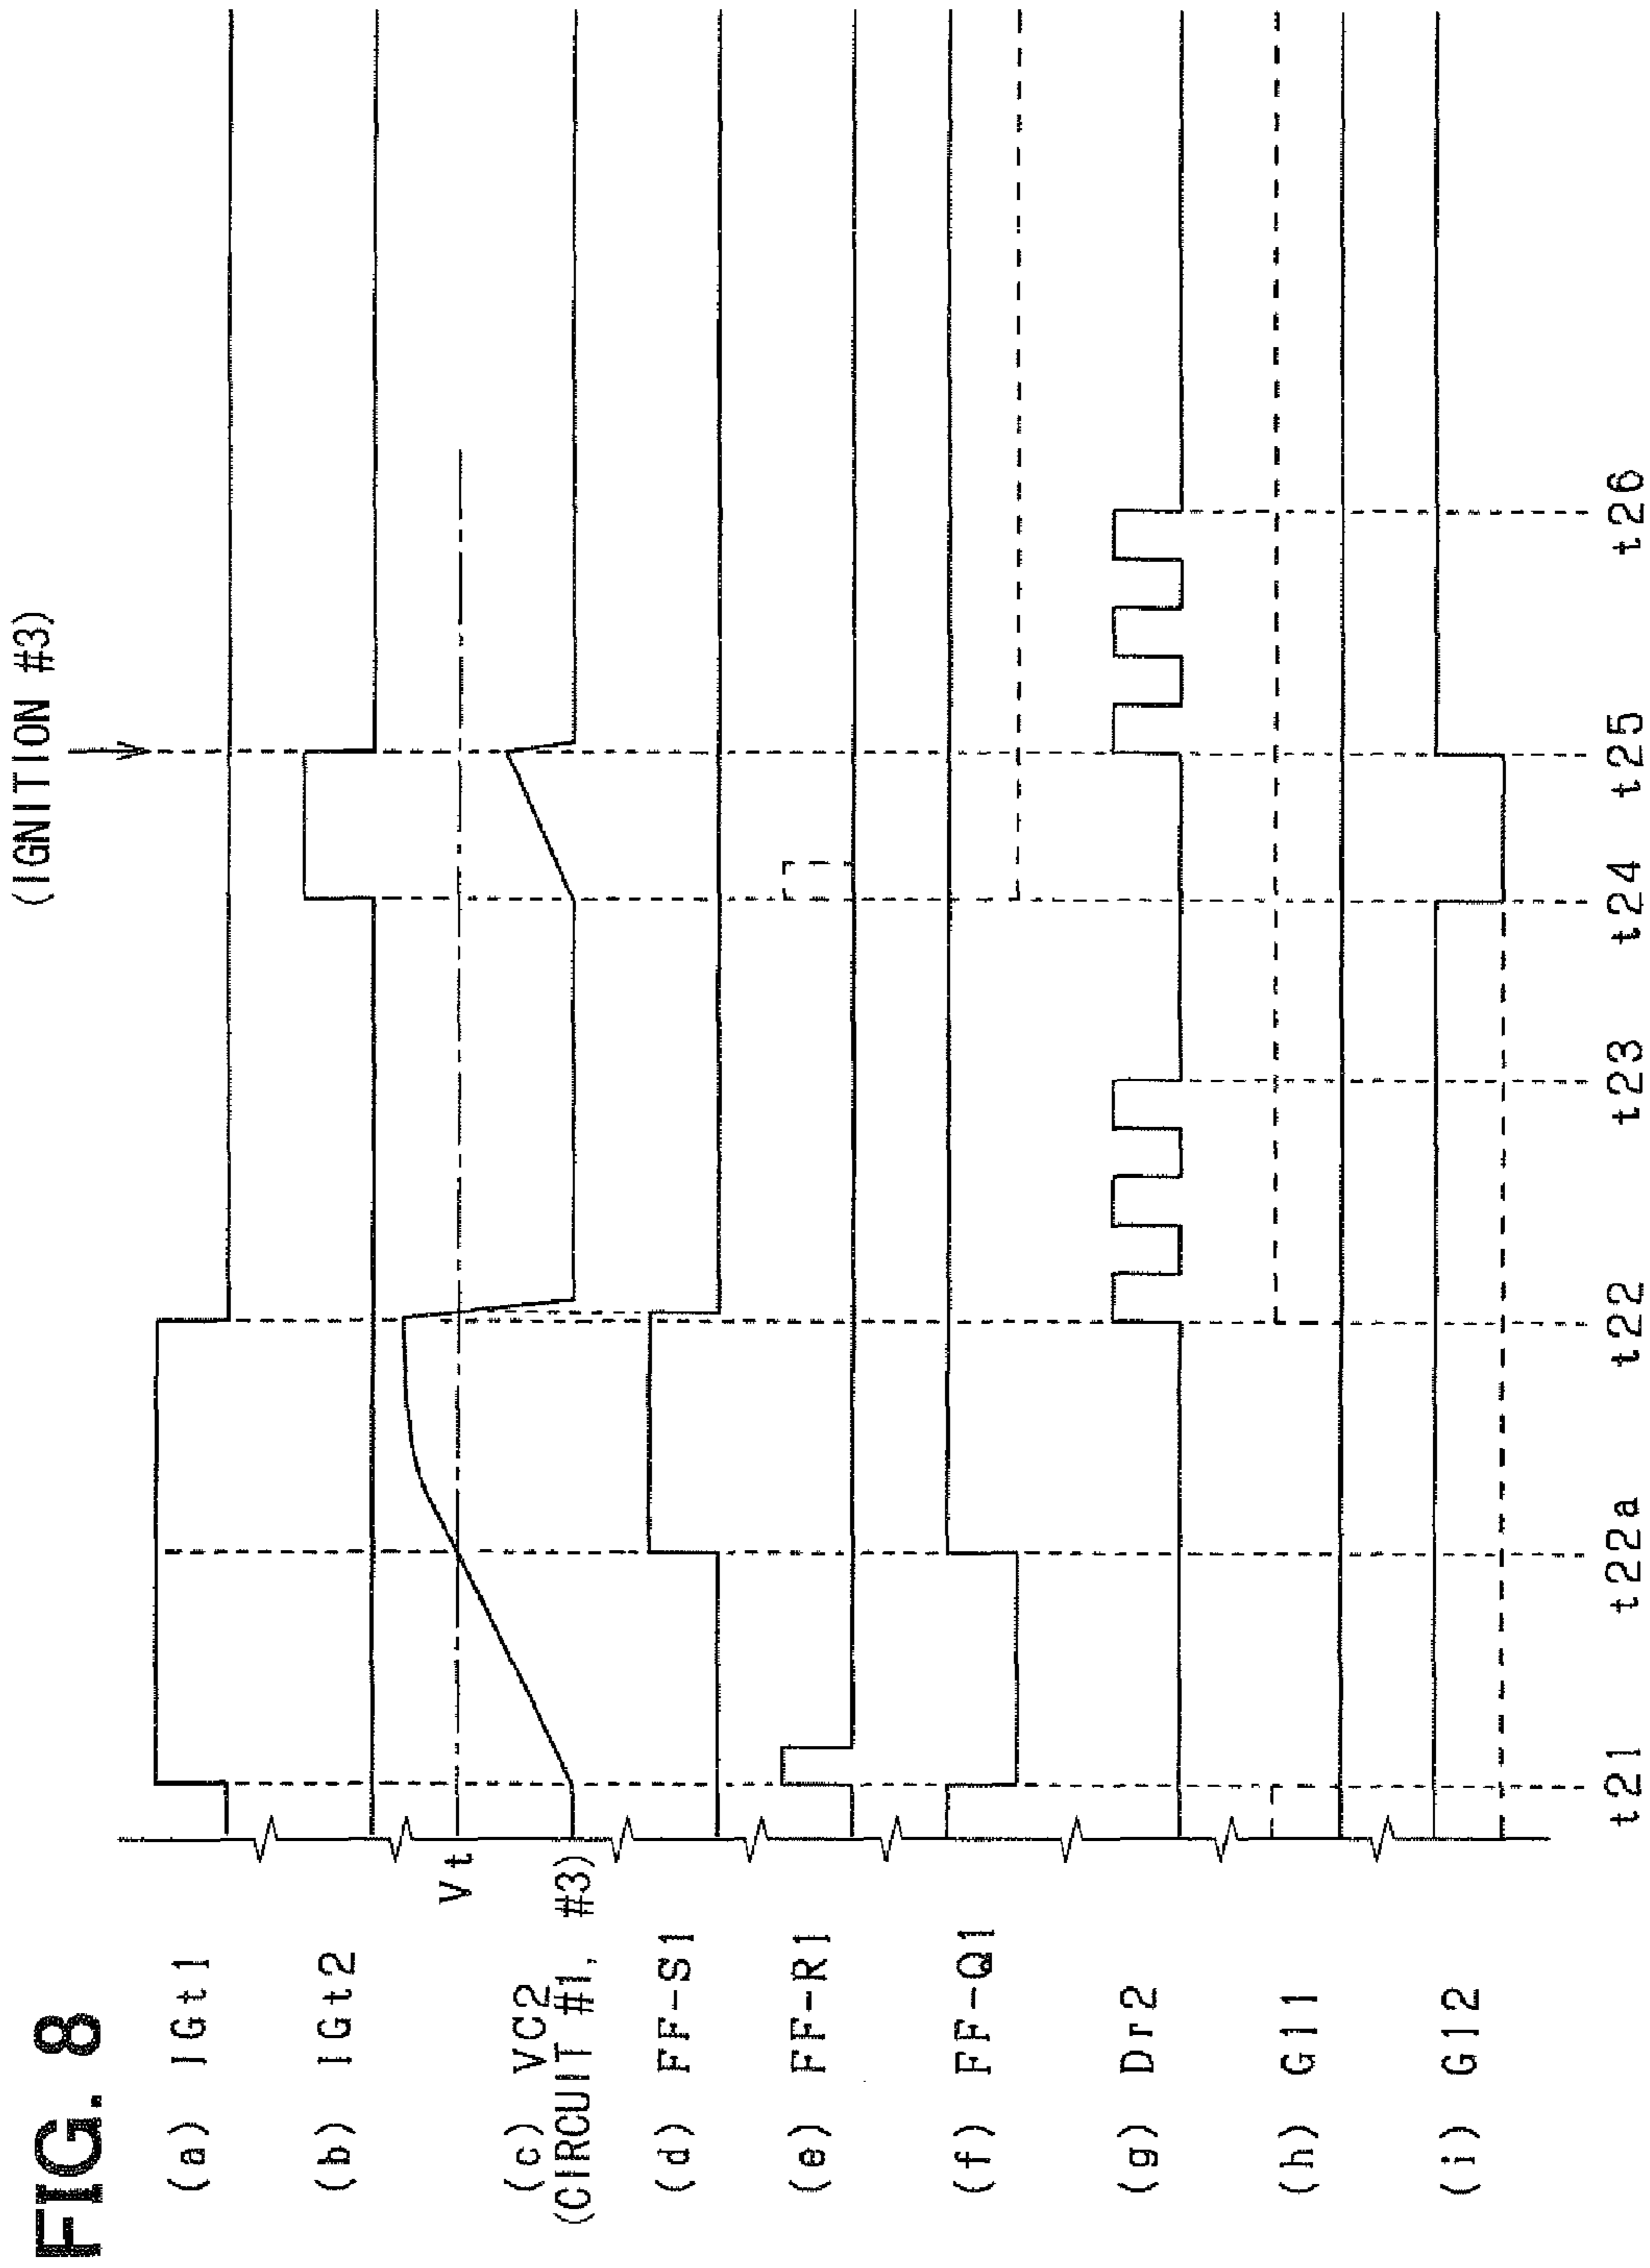 FIG. 8
(IGNITION #3)
(a) IGt1
(b) IGt2
Vt
(c) VC2
(CIRCUIT #1, #3)
(d) FF-S1
(e) FF-R1
(f) FF-Q1
(g) Dr2
(h) G11
(i) G12
t21 t22a t22 t23 t24 t25 t26